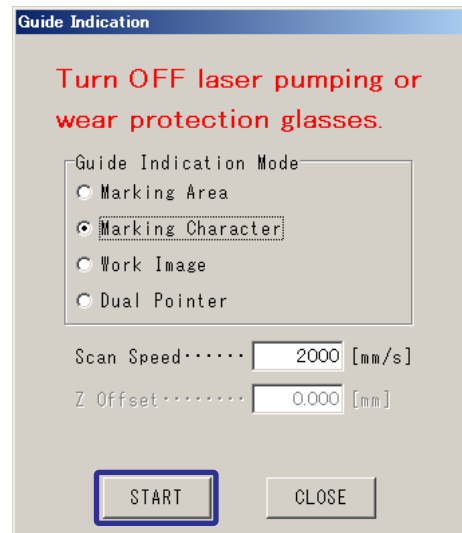 Guide Indication
Turn OFF laser pumping or
wear protection glasses.
Guide Indication Mode
Marking Area
Marking Character
Work Image
Dual Pointer
Scan Speed······ 2000 [mm/s]
Z Offset········ 0.000 [mm]
START CLOSE